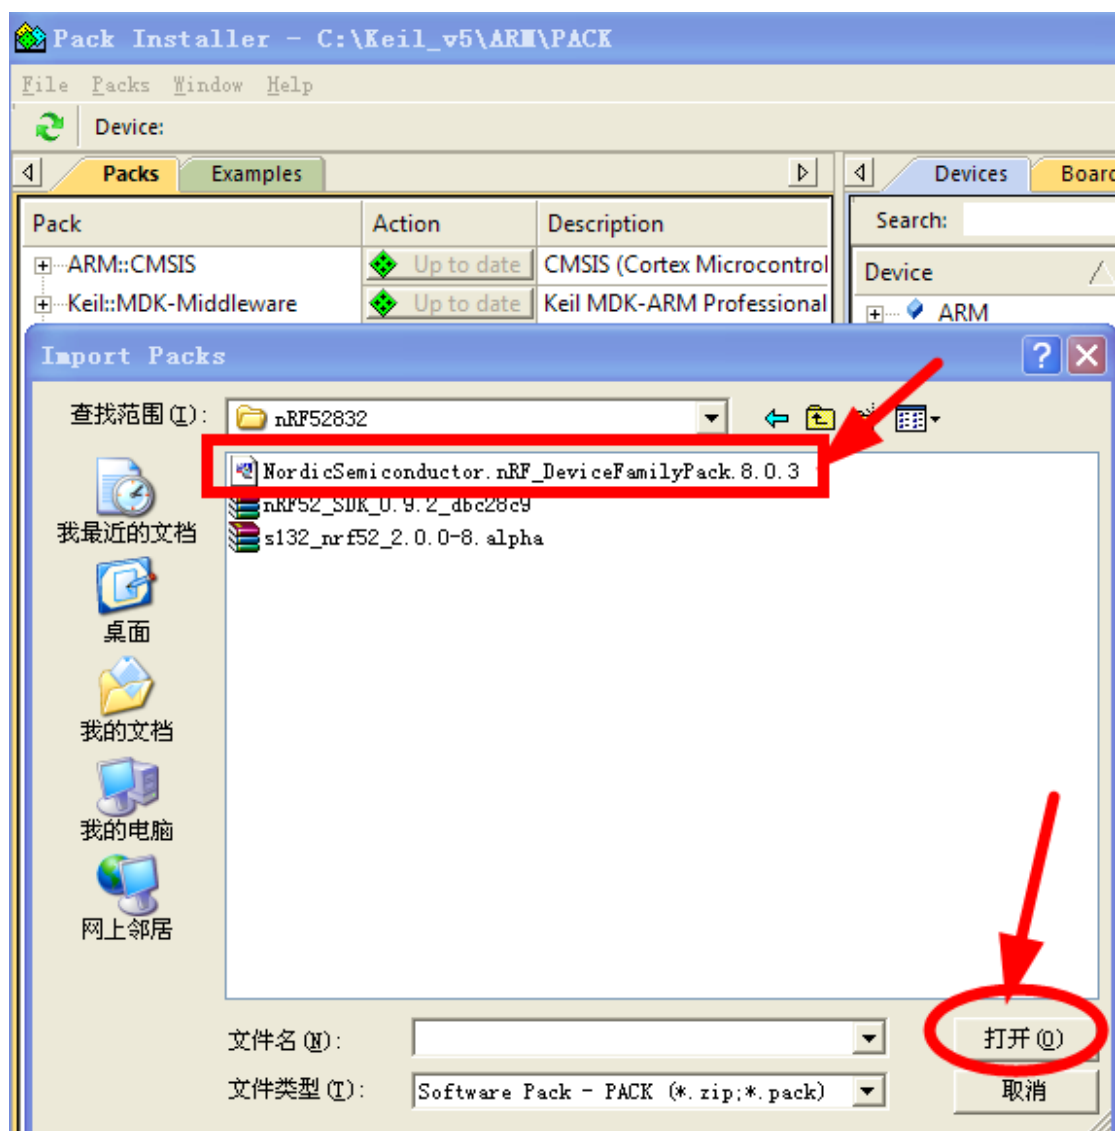 Pack Installer - C:\Keil_v5\ARM\PACK
File Packs Window Help
Device:
Packs Examples
Devices
Pack Action Description
Search:
ARM::CMSIS Up to date CMSIS (Cortex Microcontrol
Device
Keil::MDK-Middleware Up to date Keil MDK-ARM Professional
ARM
Import Packs
查找范围(I): nRF52832
NordicSemiconductor.nRF_DeviceFamilyPack.8.0.3
nRF52_SDK_0.9.2_dbc28c9
s132_nrf52_2.0.0-8.alpha
我最近的文档
桌面
我的文档
我的电脑
网上邻居
文件名(N):
打开(O)
文件类型(T): Software Pack - PACK (*.zip;*.pack)
取消